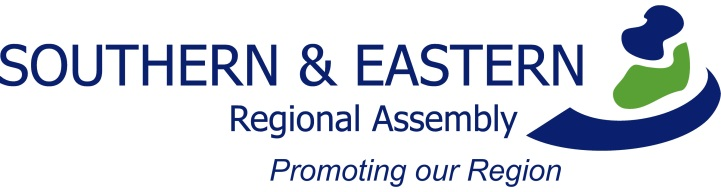 SOUTHERN & EASTERN
Regional Assembly
Promoting our Region